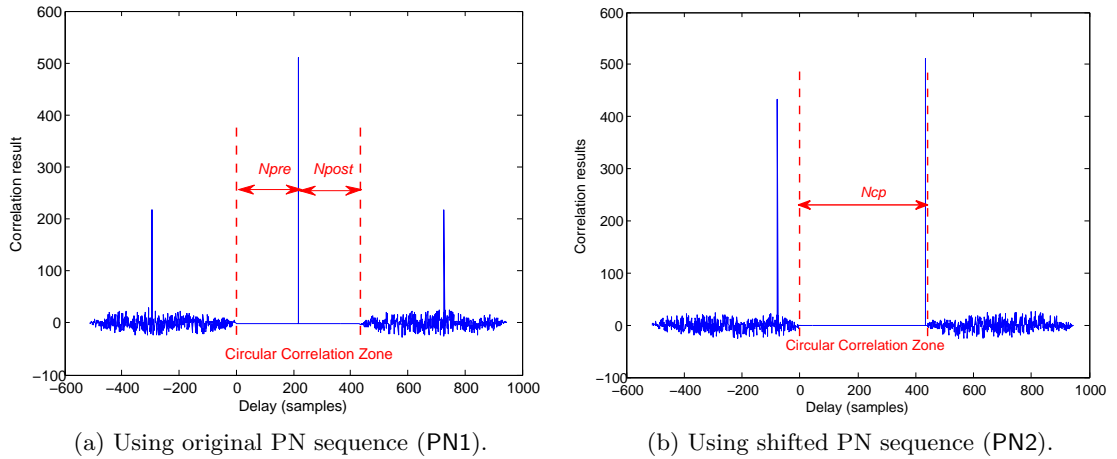 600
500
400
300
200
100
0
−100
Correlation result
Npre
Npost
Circular Correlation Zone
−600 −400 −200 0 200 400 600 800 1000
Delay (samples)
(a) Using original PN sequence (PN1).
600
500
400
300
200
100
0
−100
Correlation results
Ncp
Circular Correlation Zone
−600 −400 −200 0 200 400 600 800 1000
Delay (samples)
(b) Using shifted PN sequence (PN2).